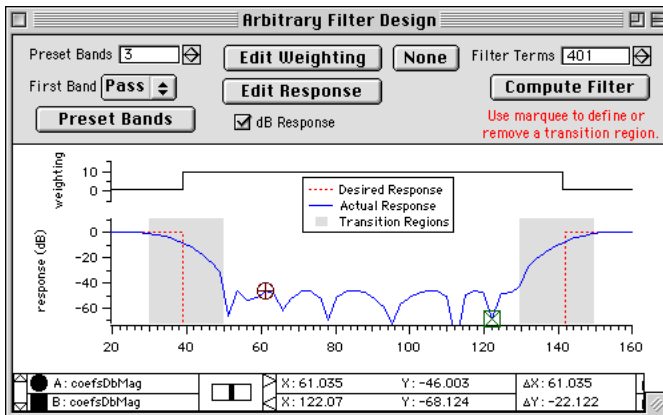 Arbitrary Filter Design
Preset Bands 3
Edit Weighting
None
Filter Terms 401
First Band Pass
Edit Response
Compute Filter
Preset Bands
dB Response
Use marquee to define or
remove a transition region.
weighting
10
0
Desired Response
Actual Response
Transition Regions
response (dB)
0
-20
-40
-60
20 40 60 80 100 120 140 160
A: coefsDbMag X: 61.035 Y: -46.003 ΔX: 61.035
B: coefsDbMag X: 122.07 Y: -68.124 ΔY: -22.122